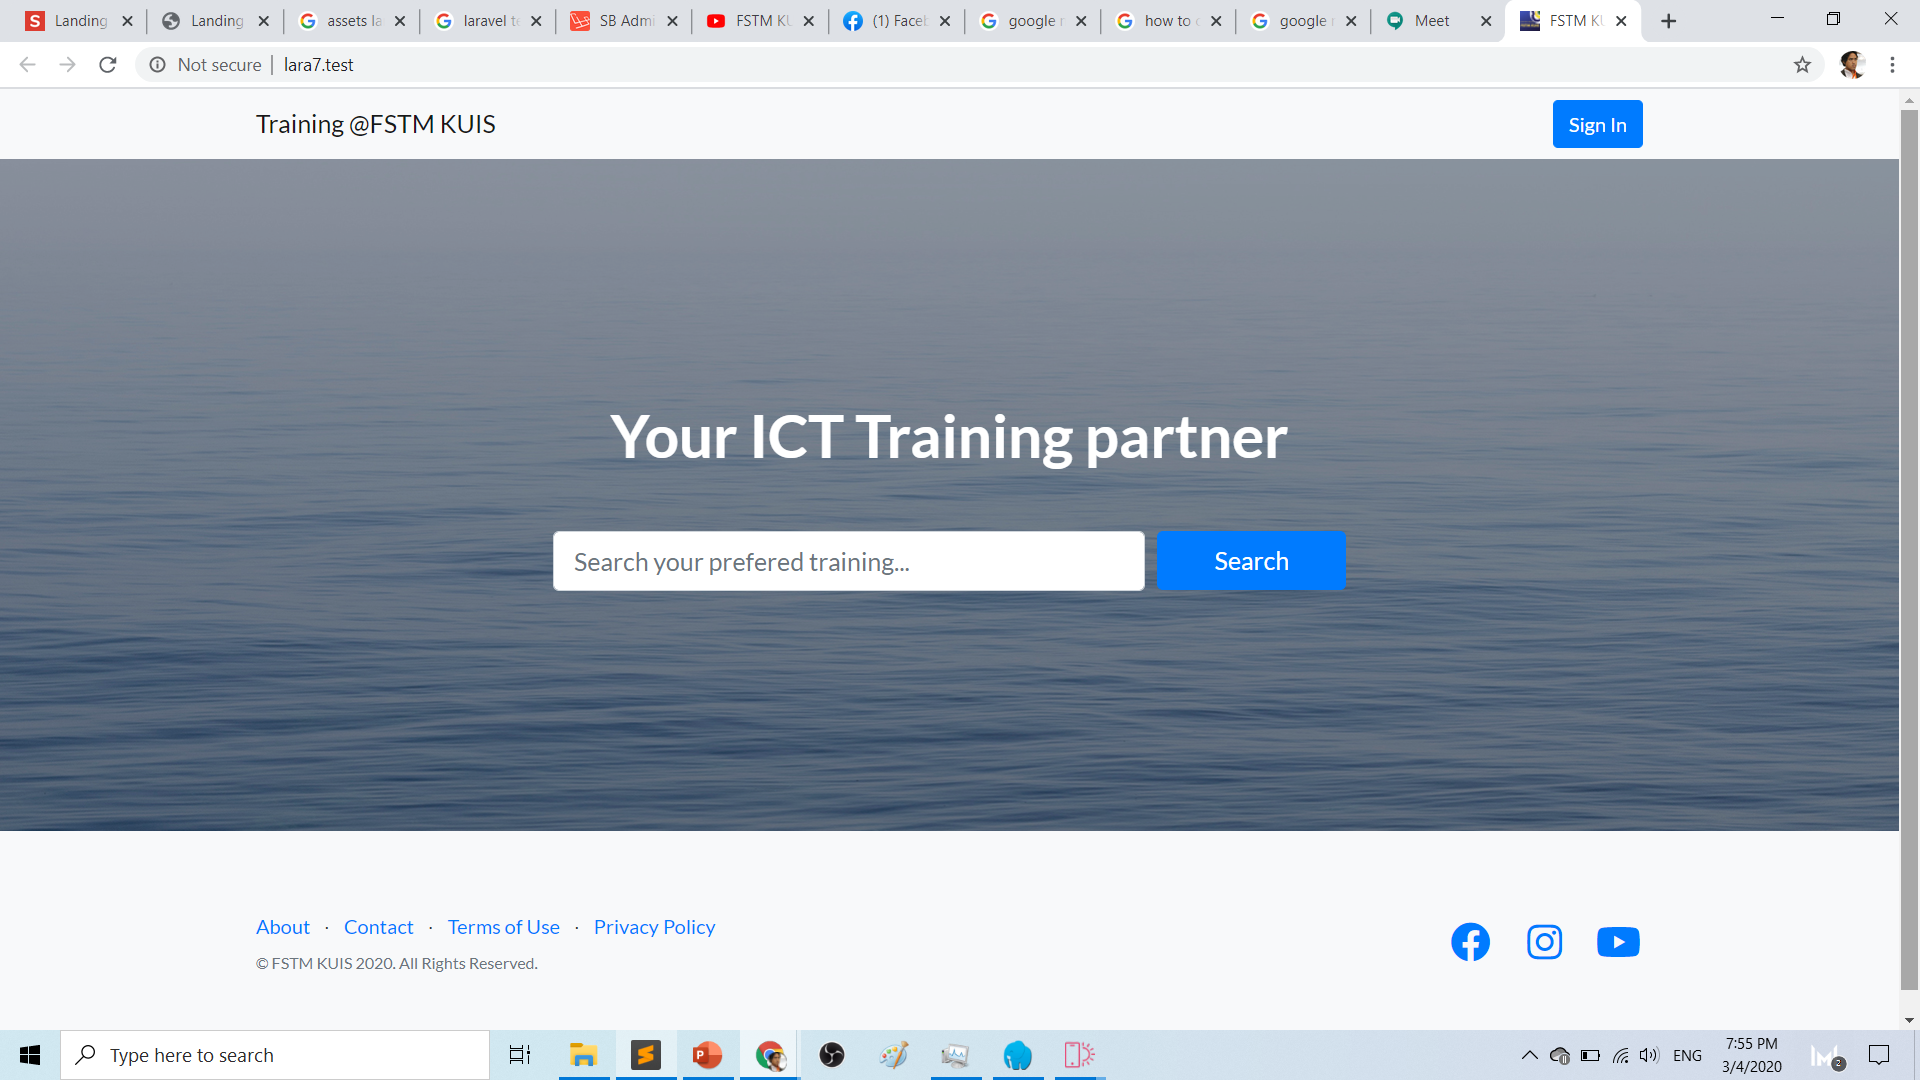 Landing
Landing
assets la
laravel te
SB Admi
FSTM KU
(1) Faceb
google m
how to c
google m
Meet
FSTM KU
Not secure
lara7.test
Training @FSTM KUIS
Sign In
Your ICT Training partner
Search your prefered training...
Search
About · Contact · Terms of Use · Privacy Policy
© FSTM KUIS 2020. All Rights Reserved.
Type here to search
ENG
7:55 PM
3/4/2020
2